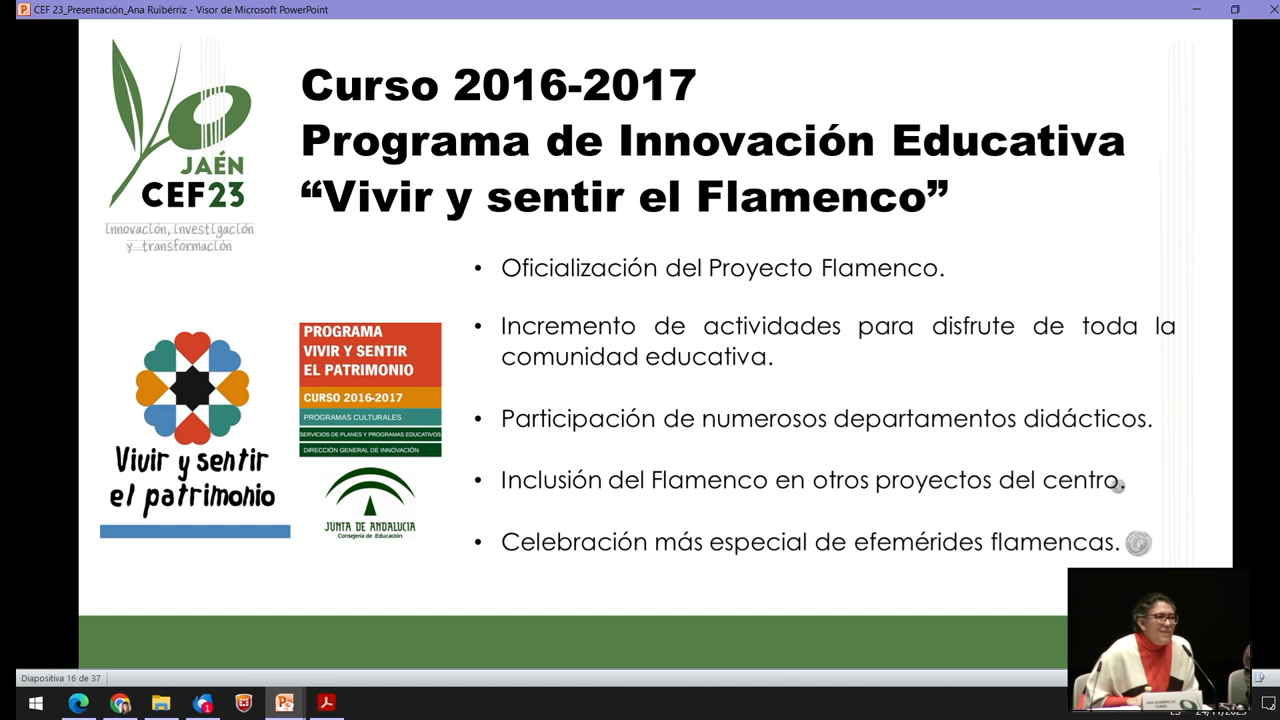 CEF 23_Presentación_Ana Ruibérriz - Visor de Microsoft PowerPoint
JAÉN
CEF23
Innovación, investigación
y transformación
Curso 2016-2017
Programa de Innovación Educativa
“Vivir y sentir el Flamenco”
• Oficialización del Proyecto Flamenco.
• Incremento de actividades para disfrute de toda la
comunidad educativa.
• Participación de numerosos departamentos didácticos.
• Inclusión del Flamenco en otros proyectos del centro.
• Celebración más especial de efemérides flamencas.
Vivir y sentir
el patrimonio
PROGRAMA
VIVIR Y SENTIR
EL PATRIMONIO
CURSO 2016-2017
PROGRAMAS CULTURALES
SERVICIOS DE PLANES Y PROGRAMAS EDUCATIVOS
DIRECCIÓN GENERAL DE INNOVACIÓN
JUNTA DE ANDALUCIA
Consejería de Educación
Diapositiva 16 de 37